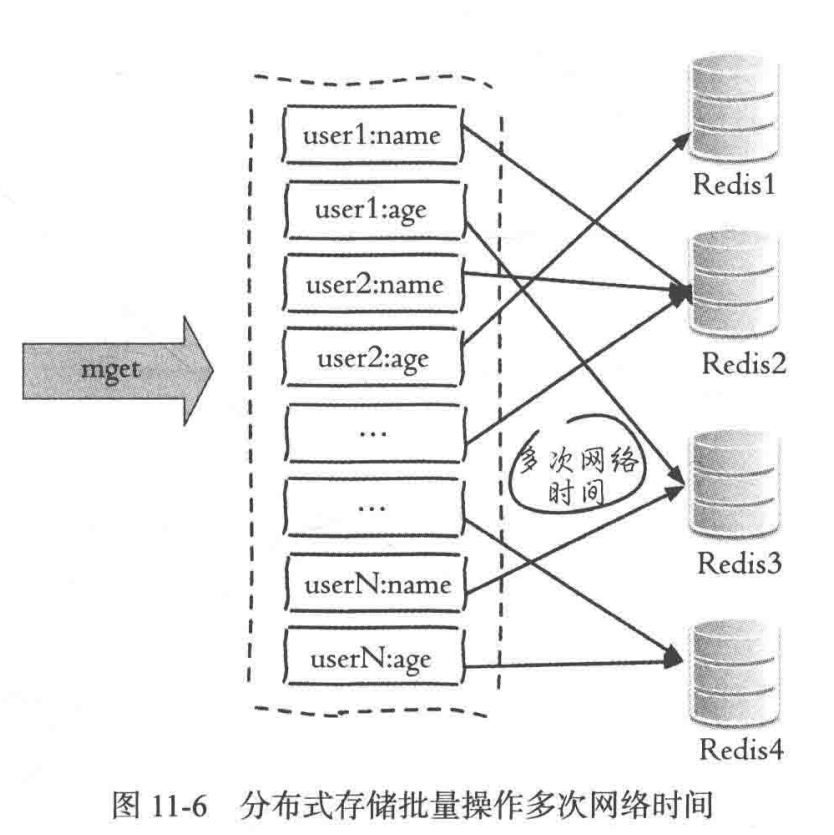 mget
user1:name
user1:age
user2:name
user2:age
...
...
userN:name
userN:age
多次网络
时间
Redis1
Redis2
Redis3
Redis4
图 11-6 分布式存储批量操作多次网络时间